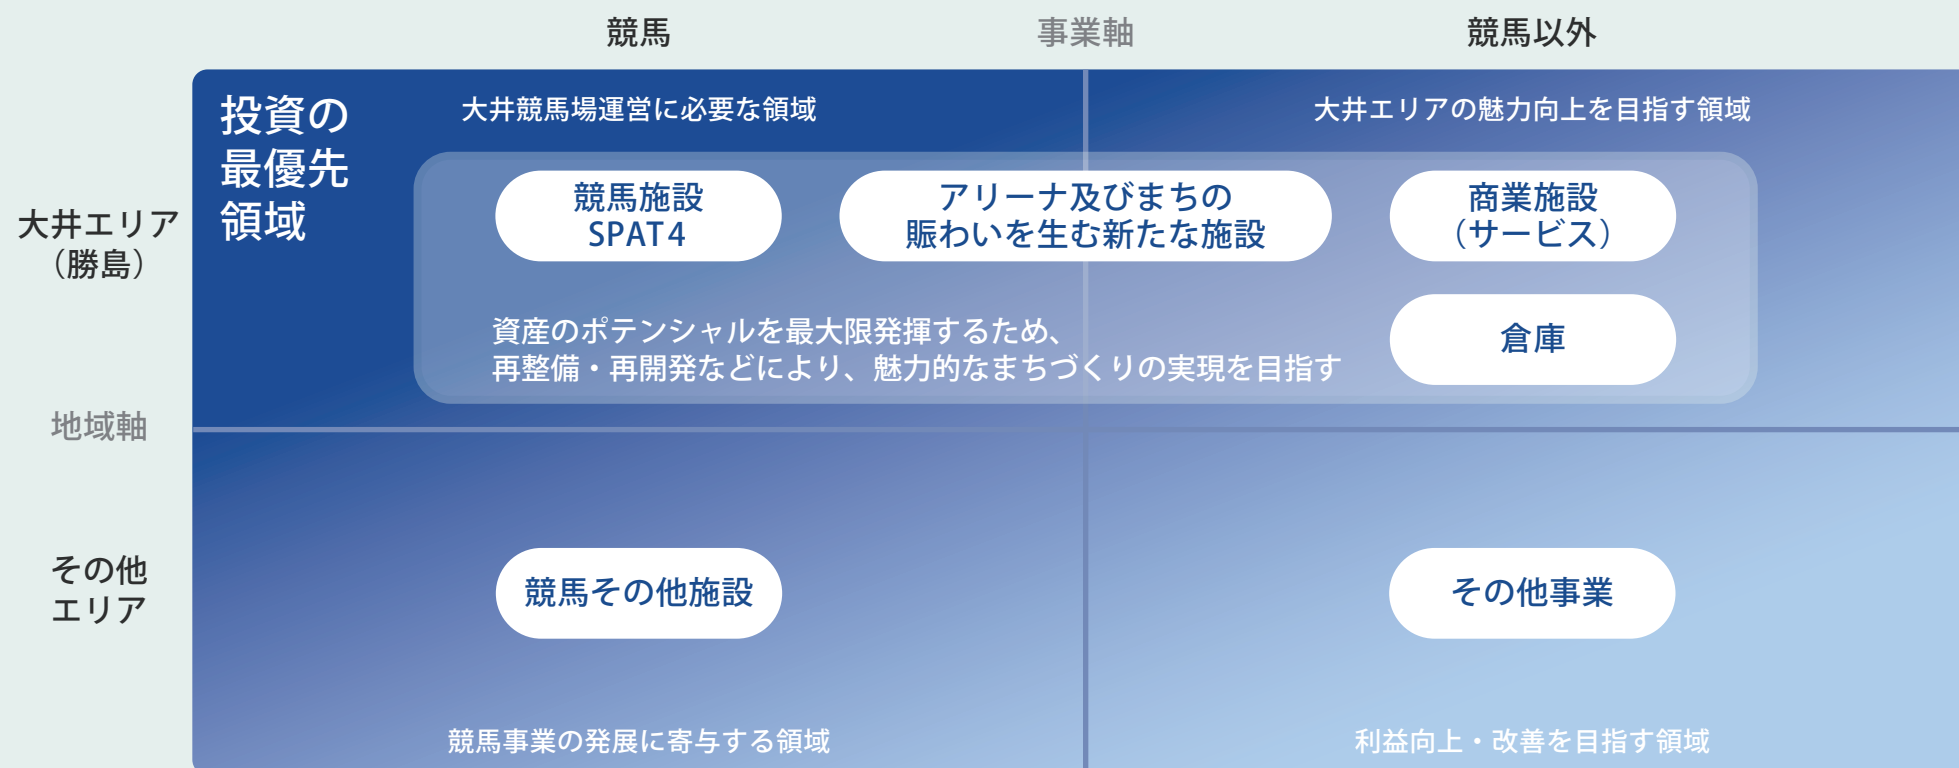 競馬
事業軸
競馬以外
投資の
最優先
領域
大井競馬場運営に必要な領域
大井エリアの魅力向上を目指す領域
大井エリア
（勝島）
競馬施設
SPAT4
アリーナ及びまちの
賑わいを生む新たな施設
商業施設
（サービス）
資産のポテンシャルを最大限発揮するため、
再整備・再開発などにより、魅力的なまちづくりの実現を目指す
倉庫
地域軸
その他
エリア
競馬その他施設
その他事業
競馬事業の発展に寄与する領域
利益向上・改善を目指す領域